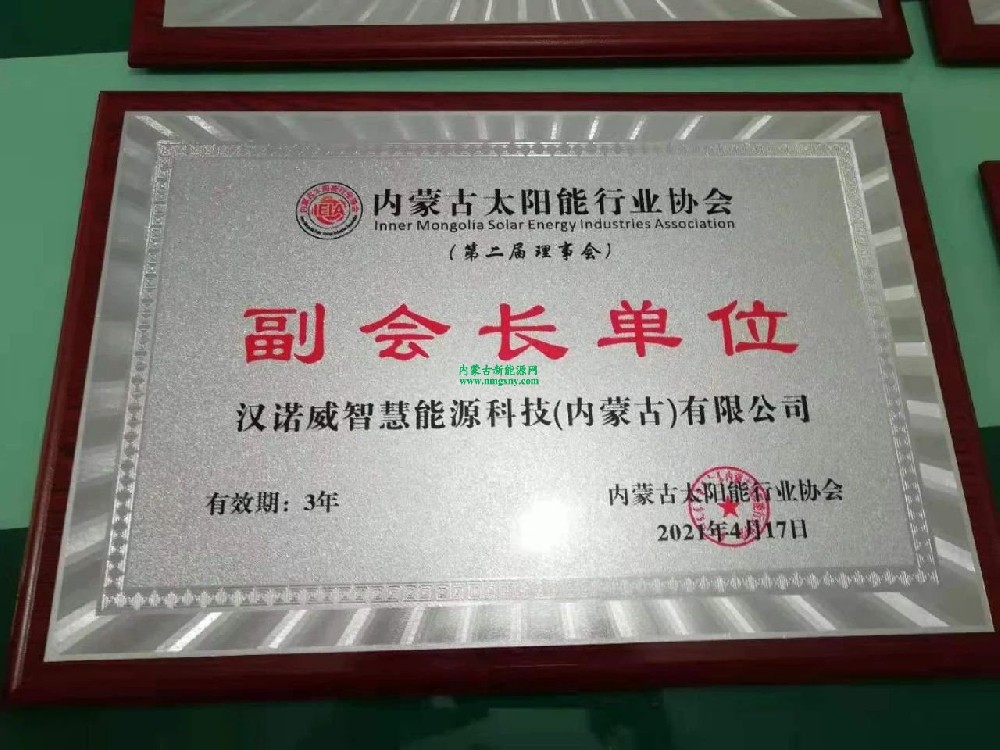 内蒙古太阳能行业协会
Inner Mongolia Solar Energy Industries Association
(第二届理事会)
副会长单位
内蒙古新能源网
www.nmgxny.com
汉诺威智慧能源科技(内蒙古)有限公司
有效期：3年
内蒙古太阳能行业协会
2021年4月17日